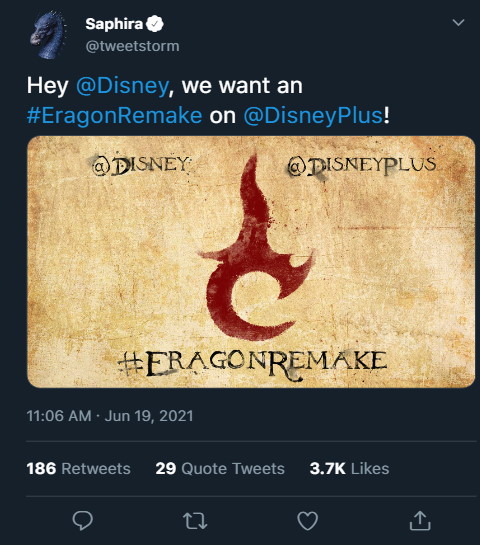 Saphira
@tweetstorm
Hey @Disney, we want an
#EragonRemake on @DisneyPlus!
@DISNEY
@DISNEYPLUS
#ERAGONREMAKE
11:06 AM · Jun 19, 2021
186 Retweets 29 Quote Tweets 3.7K Likes